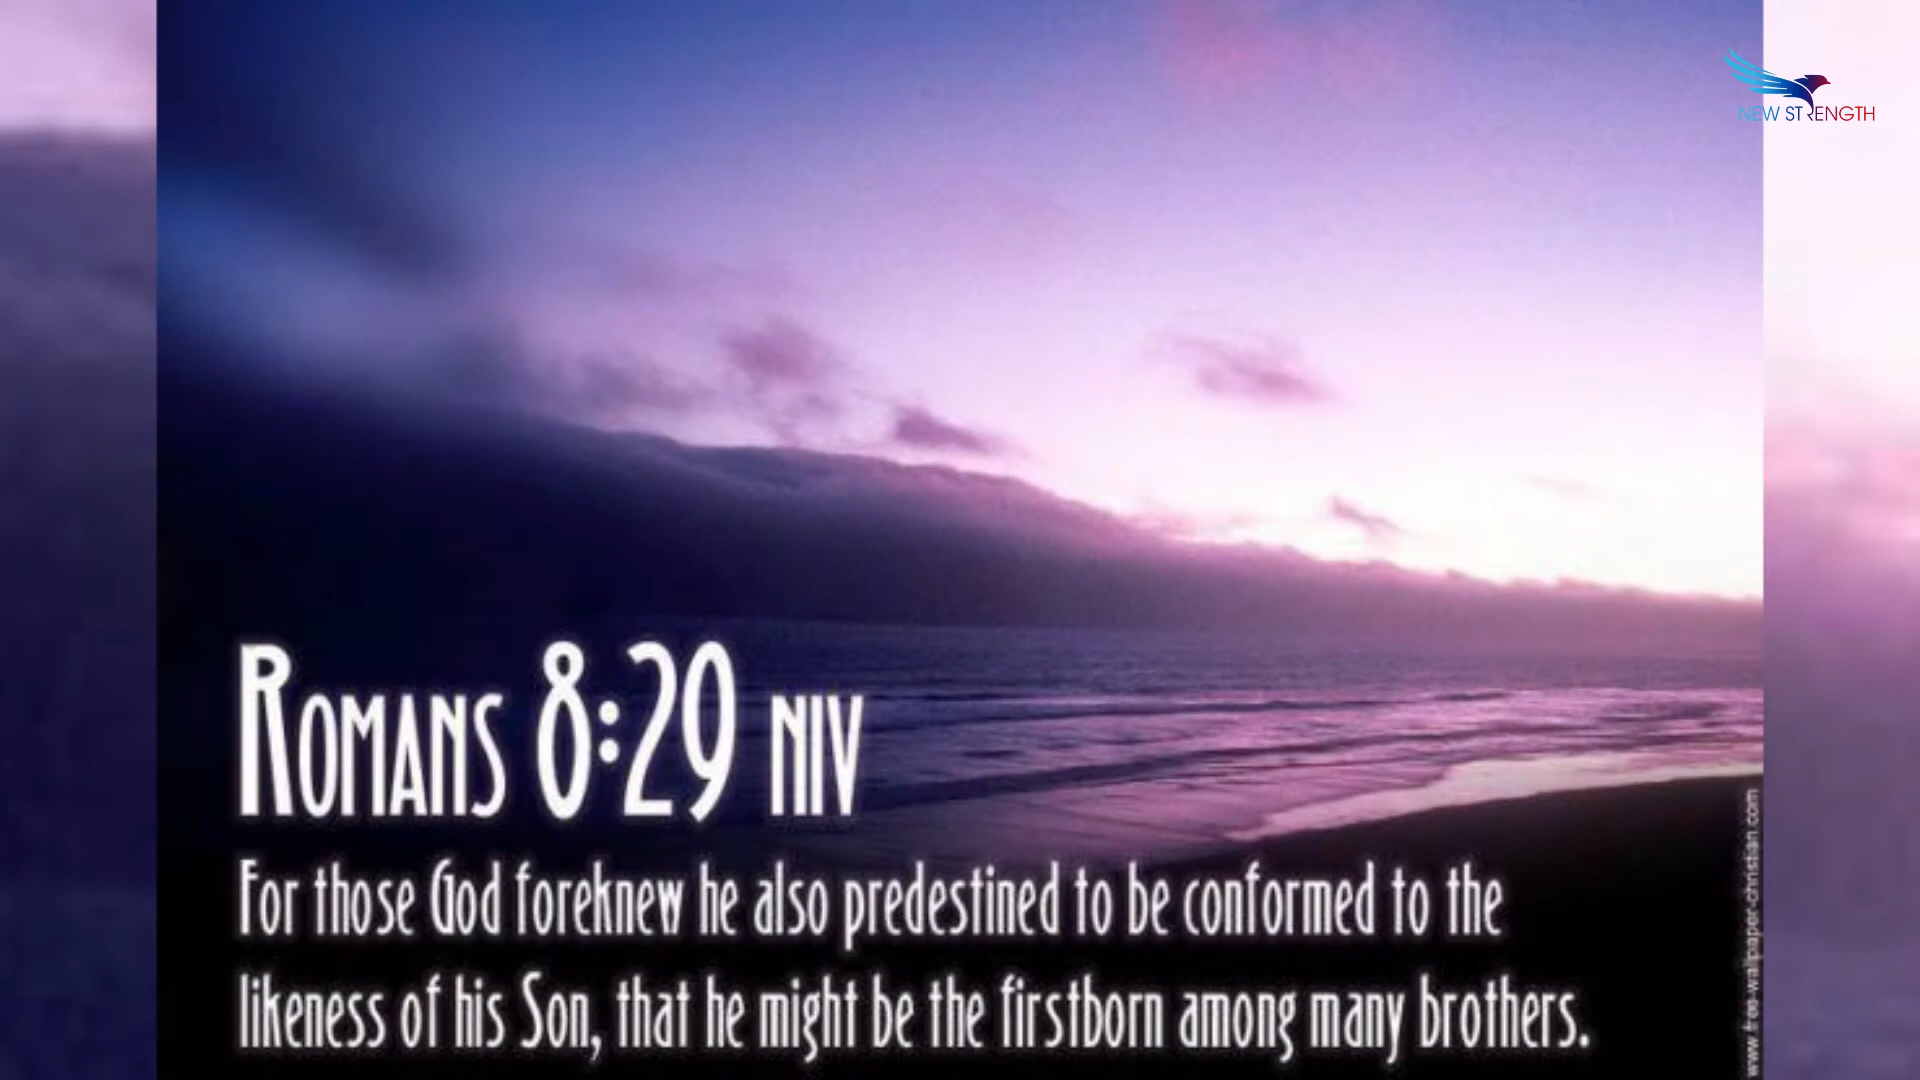 NEW STRENGTH
ROMANS 8:29 NIV
For those God foreknew he also predestined to be conformed to the
likeness of his Son, that he might be the firstborn among many brothers.
www.free-wallpaper-christian.com